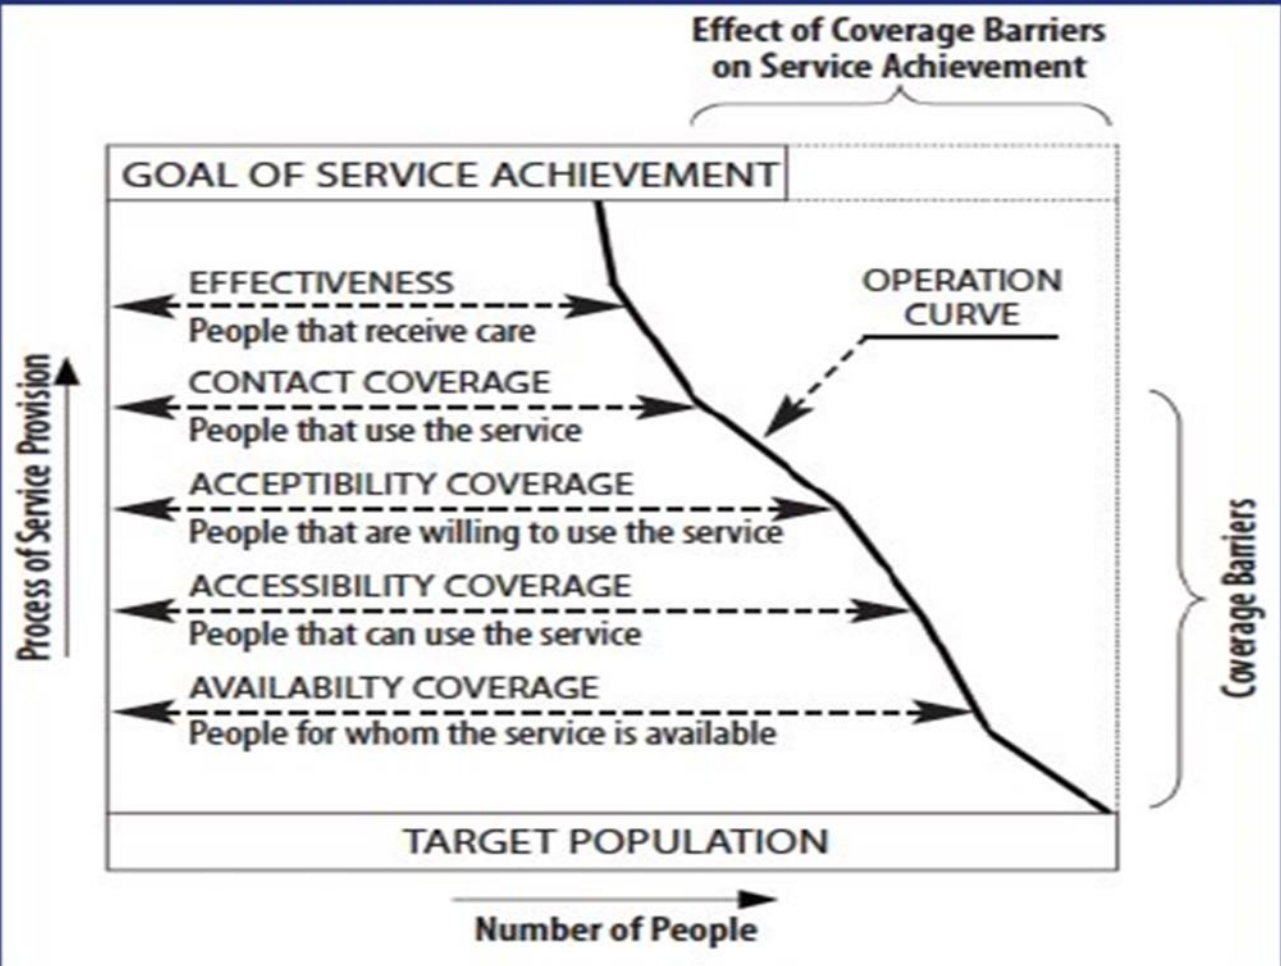 Effect of Coverage Barriers
on Service Achievement
GOAL OF SERVICE ACHIEVEMENT
EFFECTIVENESS
People that receive care
OPERATION
CURVE
CONTACT COVERAGE
People that use the service
ACCEPTIBILITY COVERAGE
People that are willing to use the service
ACCESSIBILITY COVERAGE
People that can use the service
AVAILABILTY COVERAGE
People for whom the service is available
Process of Service Provision
Coverage Barriers
TARGET POPULATION
Number of People